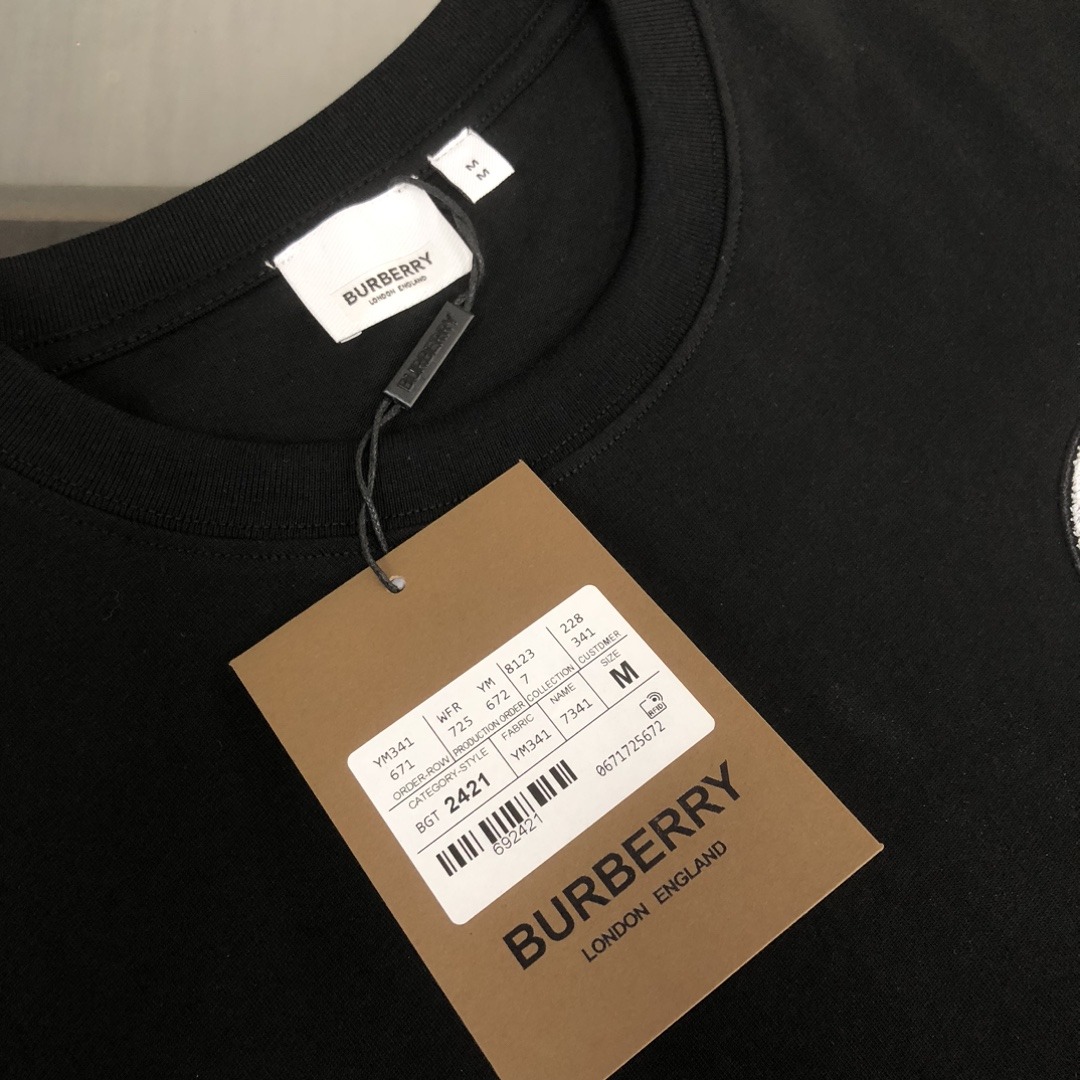 M
M
BURBERRY
LONDON ENGLAND
BURBERRY
YM341
671
WFR YM
725 672
8123
7
228
341
ORDER-ROW PRODUCTION ORDER COLLECTION CUSTOMER
CATEGORY-STYLE FABRIC NAME SIZE
BGT 2421 YM341 7341 M
RFID
692421
0671725672
BURBERRY
LONDON ENGLAND